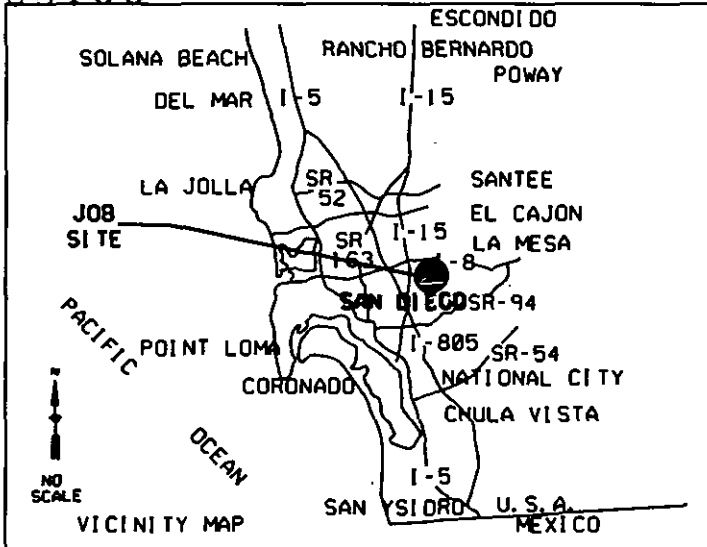 ESCONDIDO
SOLANA BEACH
RANCHO BERNARDO
POWAY
DEL MAR
I-5
I-15
LA JOLLA
SR
52
SANTEE
JOB
SITE
EL CAJON
I-15
LA MESA
SR
163
I-8
SAN DIEGO
SR-94
PACIFIC
POINT LOMA
I-805
SR-54
CORONADO
NATIONAL CITY
CHULA VISTA
OCEAN
N
NO
SCALE
I-5
SAN YSIDRO
U.S.A.
MEXICO
VICINITY MAP